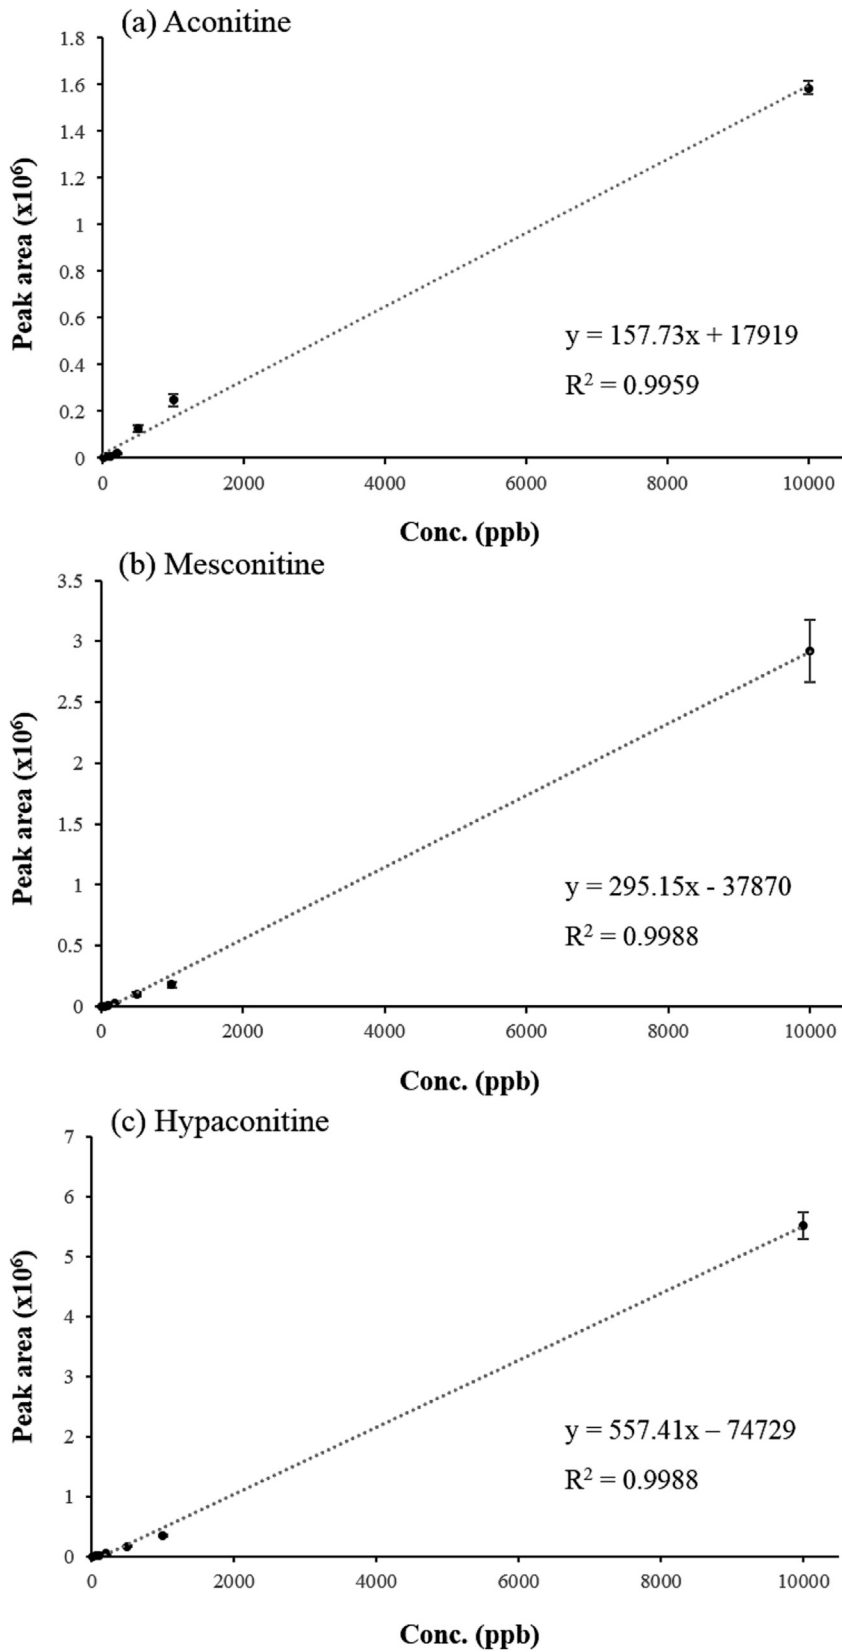 (a) Aconitine
1.8
1.6
1.4
1.2
1
0.8
0.6
0.4
0.2
0
Peak area (x10⁶)
y = 157.73x + 17919
R² = 0.9959
0 2000 4000 6000 8000 10000
Conc. (ppb)
(b) Mesconitine
3.5
3
2.5
2
1.5
1
0.5
0
Peak area (x10⁶)
y = 295.15x - 37870
R² = 0.9988
0 2000 4000 6000 8000 10000
Conc. (ppb)
(c) Hypaconitine
7
6
5
4
3
2
1
0
Peak area (x10⁶)
y = 557.41x – 74729
R² = 0.9988
0 2000 4000 6000 8000 10000
Conc. (ppb)